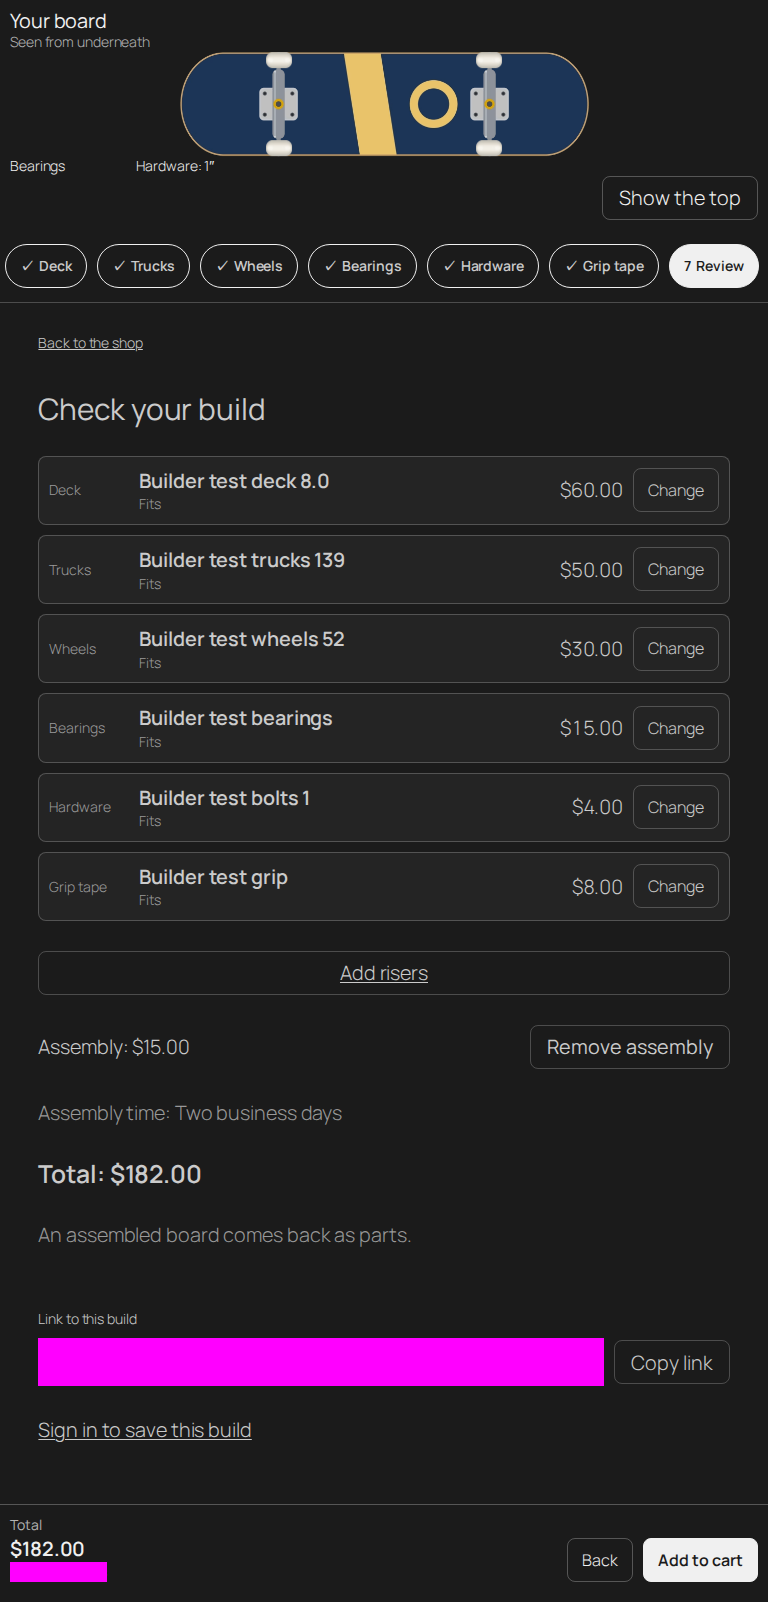 Your board
Seen from underneath
Bearings
Hardware: 1″
Show the top
✓ Deck
✓ Trucks
✓ Wheels
✓ Bearings
✓ Hardware
✓ Grip tape
7 Review
Back to the shop
Check your build
Deck
Builder test deck 8.0
Fits
$60.00
Change
Trucks
Builder test trucks 139
Fits
$50.00
Change
Wheels
Builder test wheels 52
Fits
$30.00
Change
Bearings
Builder test bearings
Fits
$15.00
Change
Hardware
Builder test bolts 1
Fits
$4.00
Change
Grip tape
Builder test grip
Fits
$8.00
Change
Add risers
Assembly: $15.00
Remove assembly
Assembly time: Two business days
Total: $182.00
An assembled board comes back as parts.
Link to this build
Copy link
Sign in to save this build
Total
$182.00
Back
Add to cart